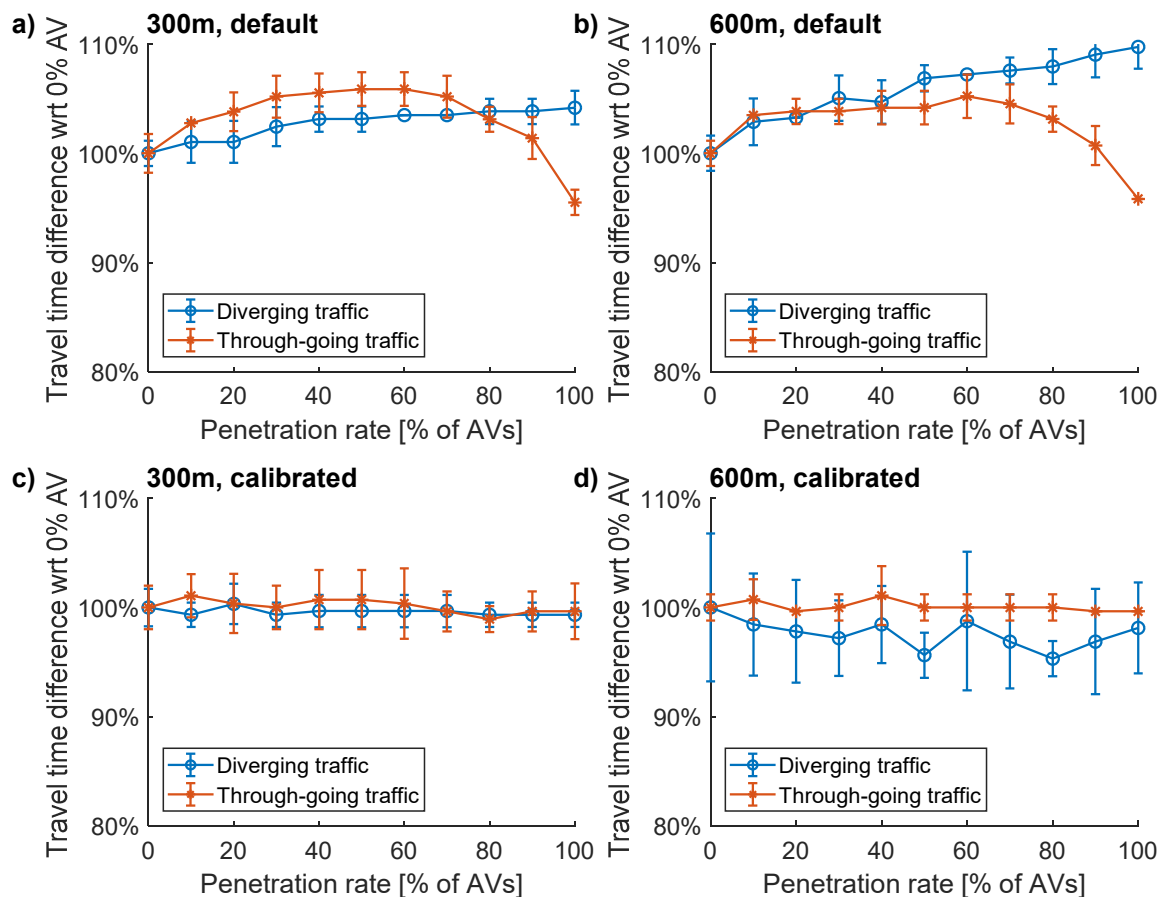 a) 300m, default
Travel time difference wrt 0% AV
110%
100%
90%
80%
Diverging traffic
Through-going traffic
0 20 40 60 80 100
Penetration rate [% of AVs]
b) 600m, default
Travel time difference wrt 0% AV
110%
100%
90%
80%
Diverging traffic
Through-going traffic
0 20 40 60 80 100
Penetration rate [% of AVs]
c) 300m, calibrated
Travel time difference wrt 0% AV
110%
100%
90%
80%
Diverging traffic
Through-going traffic
0 20 40 60 80 100
Penetration rate [% of AVs]
d) 600m, calibrated
Travel time difference wrt 0% AV
110%
100%
90%
80%
Diverging traffic
Through-going traffic
0 20 40 60 80 100
Penetration rate [% of AVs]